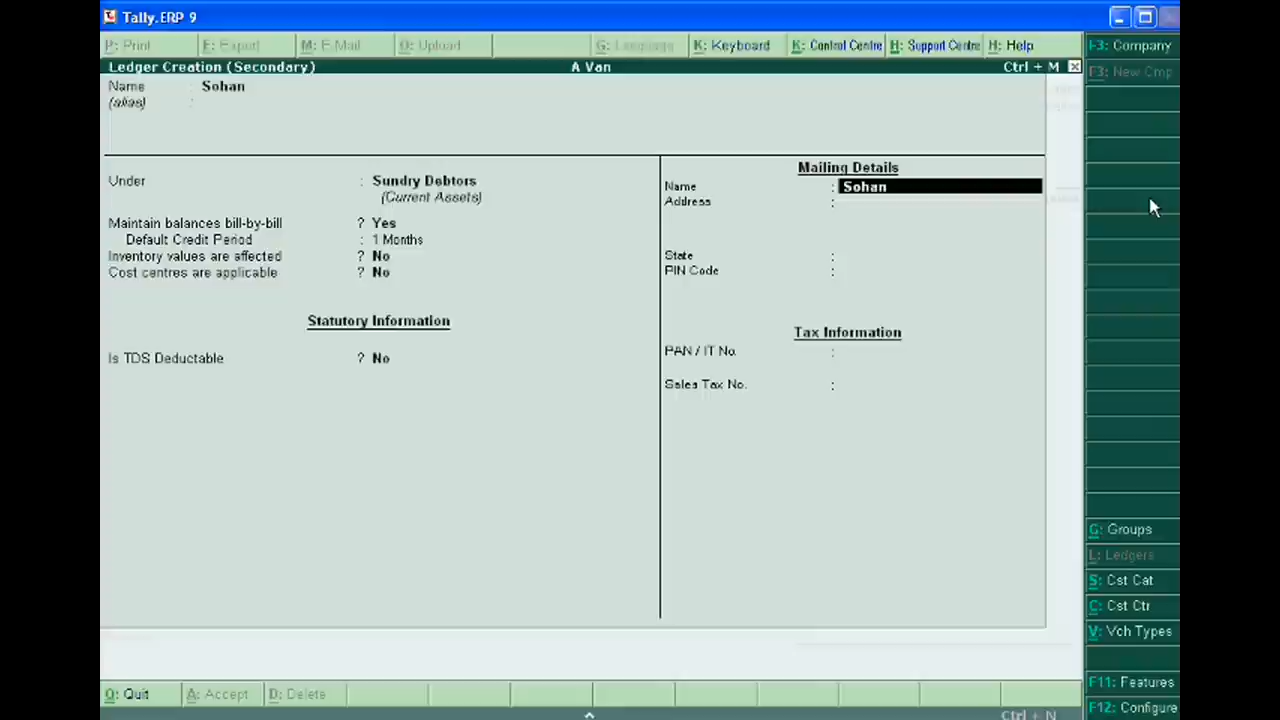 Tally.ERP 9
P: Print E: Export M: E-Mail O: Upload G: Language K: Keyboard K: Control Centre H: Support Centre H: Help
F3: Company
F3: New Cmp
Ledger Creation (Secondary) A Van Ctrl + M
Name : Sohan
(alias) :
Under : Sundry Debtors
(Current Assets)
Maintain balances bill-by-bill ? Yes
Default Credit Period : 1 Months
Inventory values are affected ? No
Cost centres are applicable ? No
Statutory Information
Is TDS Deductable ? No
Mailing Details
Name : Sohan
Address :
State :
PIN Code :
Tax Information
PAN / IT No. :
Sales Tax No. :
G: Groups
L: Ledgers
S: Cst Cat
C: Cst Ctr
V: Vch Types
F11: Features
F12: Configure
Q: Quit A: Accept D: Delete
Ctrl + N